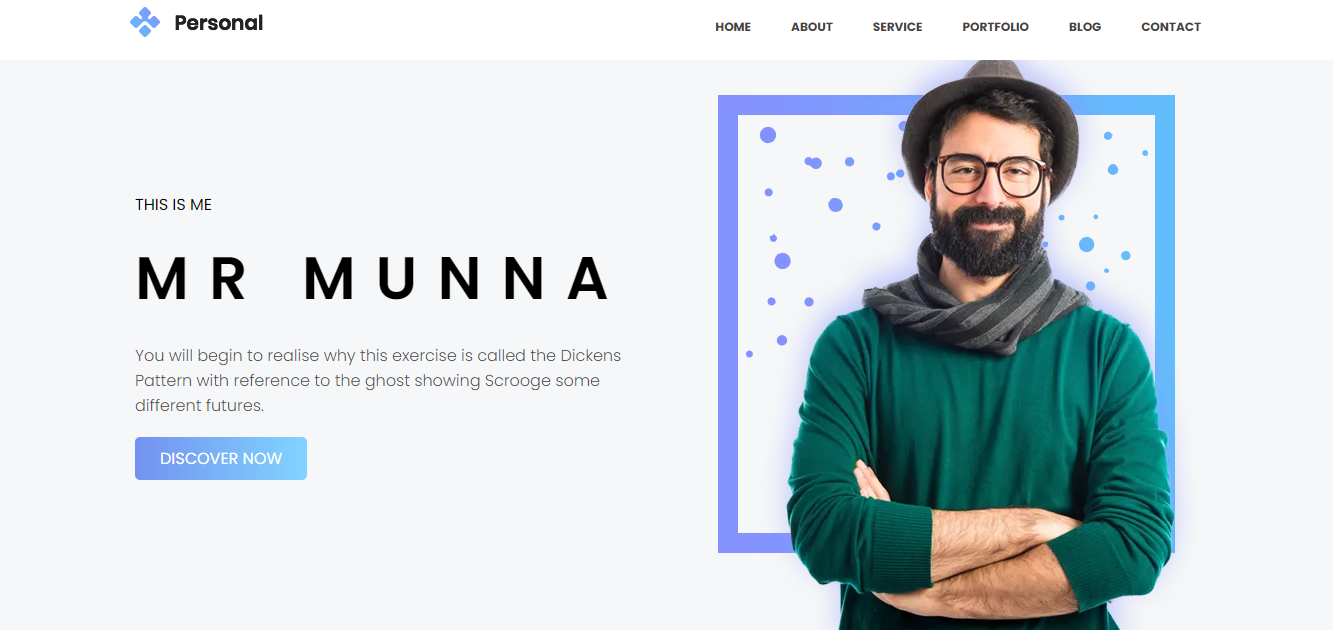 Personal
HOME ABOUT SERVICE PORTFOLIO BLOG CONTACT
THIS IS ME
MR MUNNA
You will begin to realise why this exercise is called the Dickens
Pattern with reference to the ghost showing Scrooge some
different futures.
DISCOVER NOW